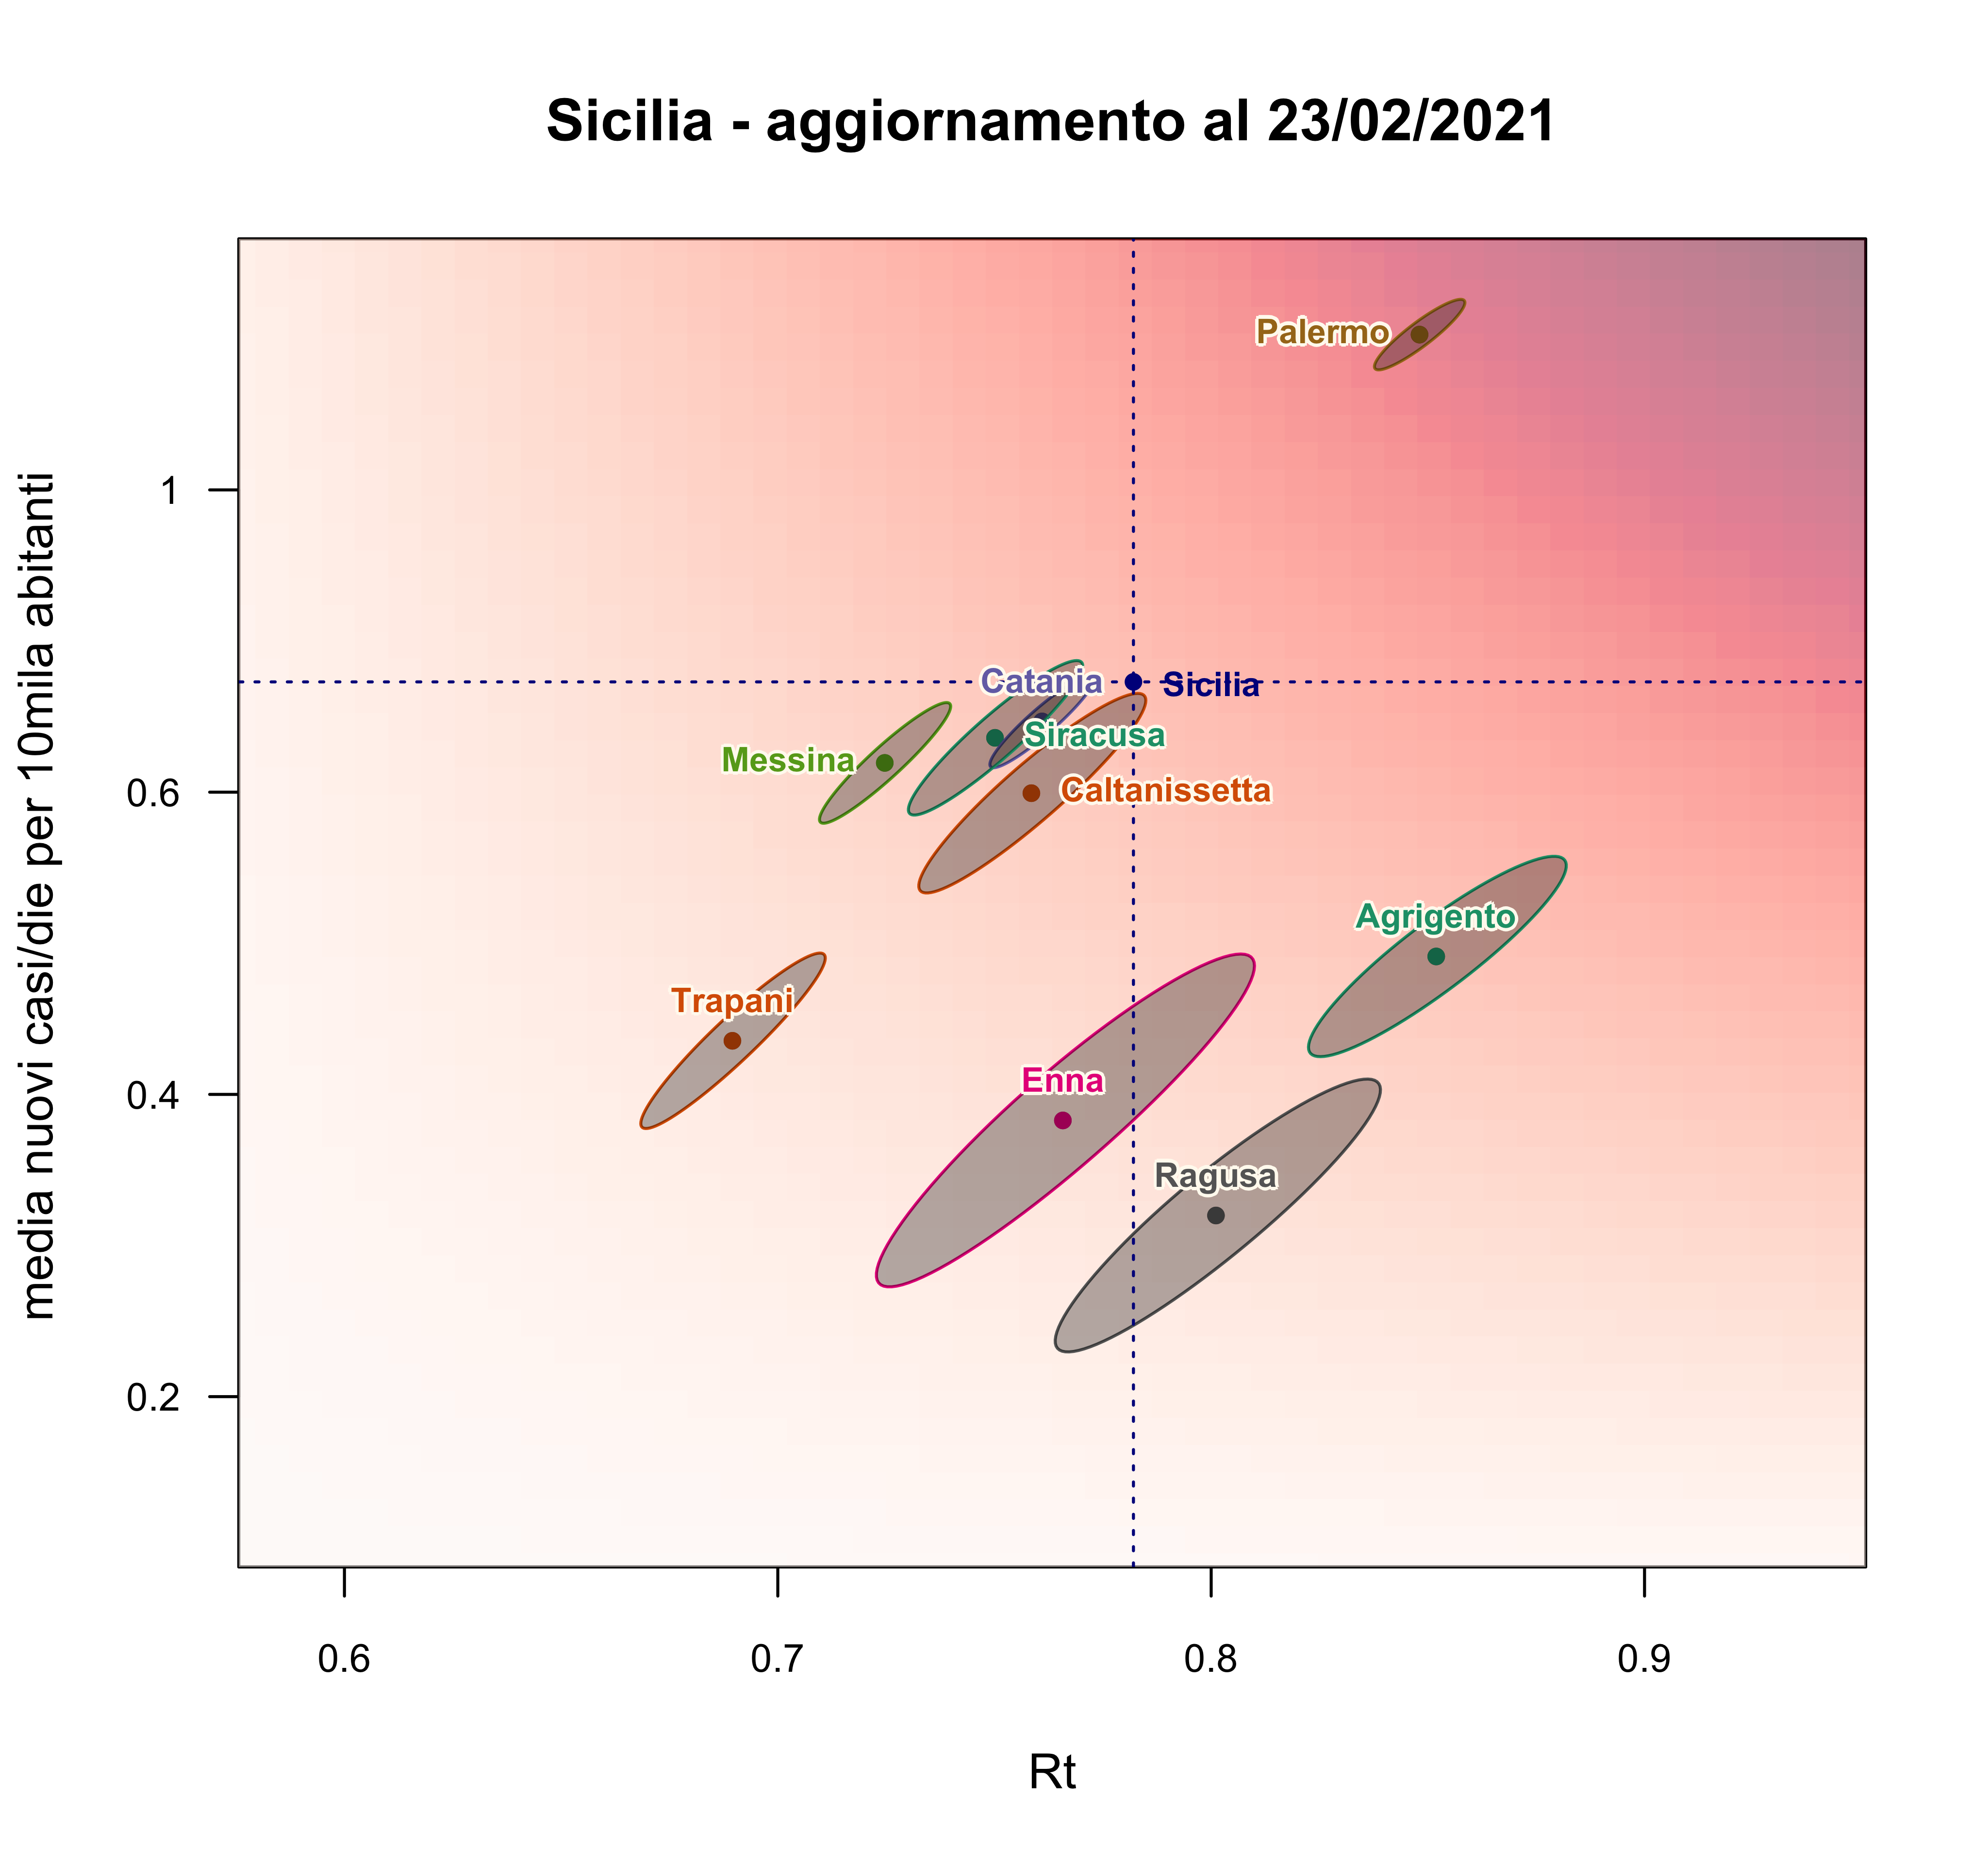 Sicilia - aggiornamento al 23/02/2021
media nuovi casi/die per 10mila abitanti
1
0.6
0.4
0.2
Palermo
Catania
Sicilia
Siracusa
Messina
Caltanissetta
Agrigento
Trapani
Enna
Ragusa
0.6
0.7
0.8
0.9
Rt